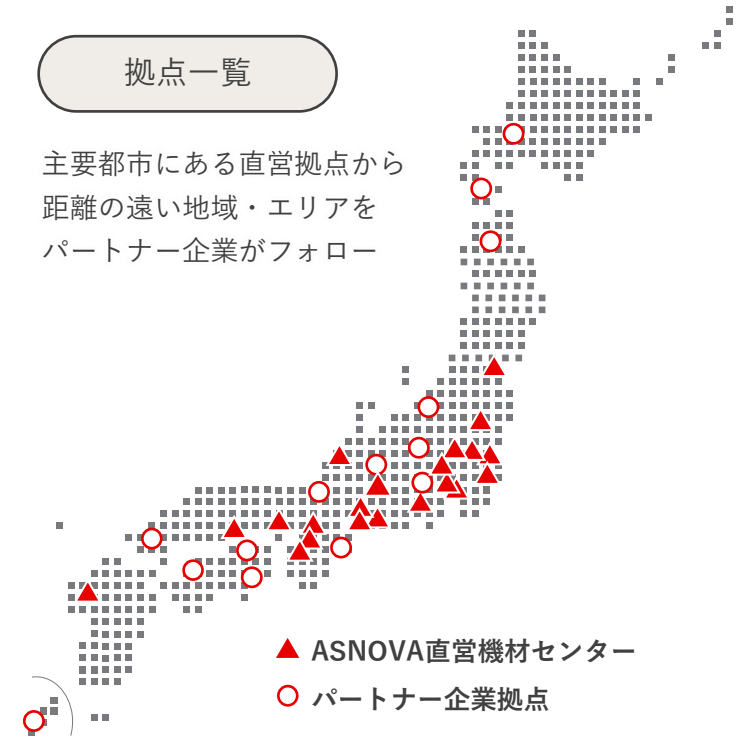 拠点一覧
主要都市にある直営拠点から
距離の遠い地域・エリアを
パートナー企業がフォロー
ASNOVA直営機材センター
パートナー企業拠点